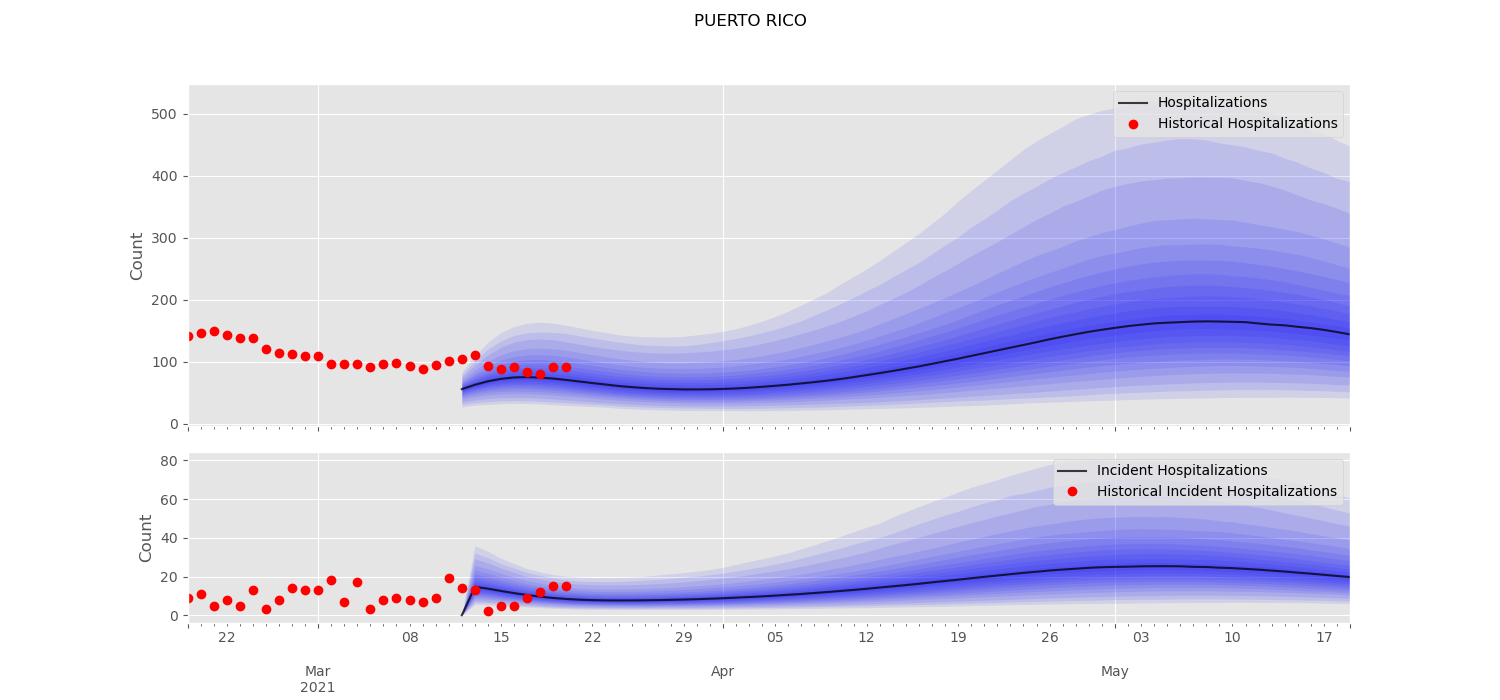 PUERTO RICO
Hospitalizations
Historical Hospitalizations
Count
500
400
300
200
100
0
Incident Hospitalizations
Historical Incident Hospitalizations
Count
80
60
40
20
0
22 08 15 22 29 05 12 19 26 03 10 17
Mar Apr May
2021